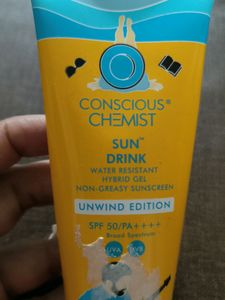 CONSCIOUS®
CHEMIST
SUN™
DRINK
WATER RESISTANT
HYBRID GEL
NON-GREASY SUNSCREEN
UNWIND EDITION
SPF 50/PA++++
Broad Spectrum
UVA UVB